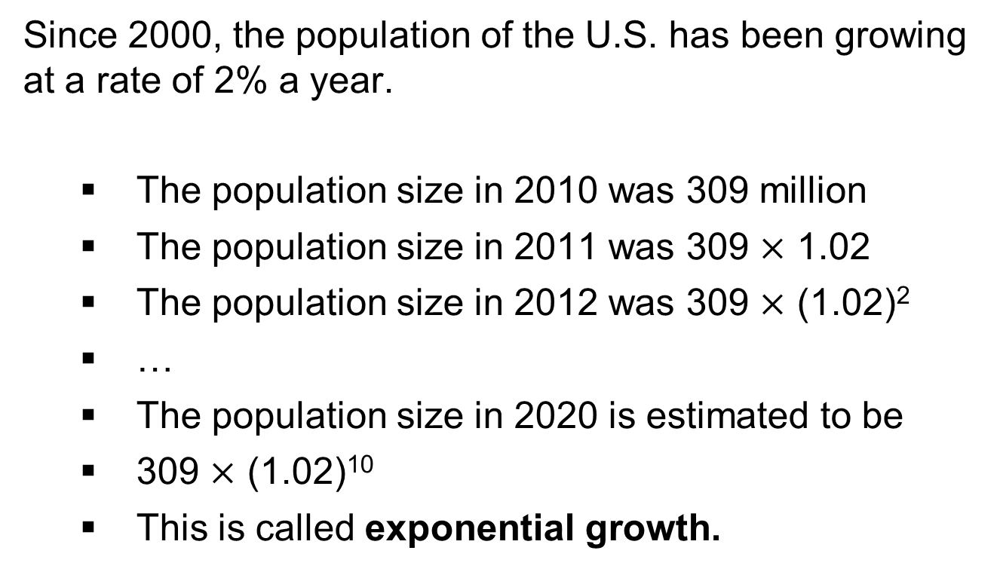 Since 2000, the population of the U.S. has been growing
at a rate of 2% a year.
▪ The population size in 2010 was 309 million
▪ The population size in 2011 was 309 × 1.02
▪ The population size in 2012 was 309 × (1.02)²
▪ …
▪ The population size in 2020 is estimated to be
▪ 309 × (1.02)¹⁰
▪ This is called exponential growth.